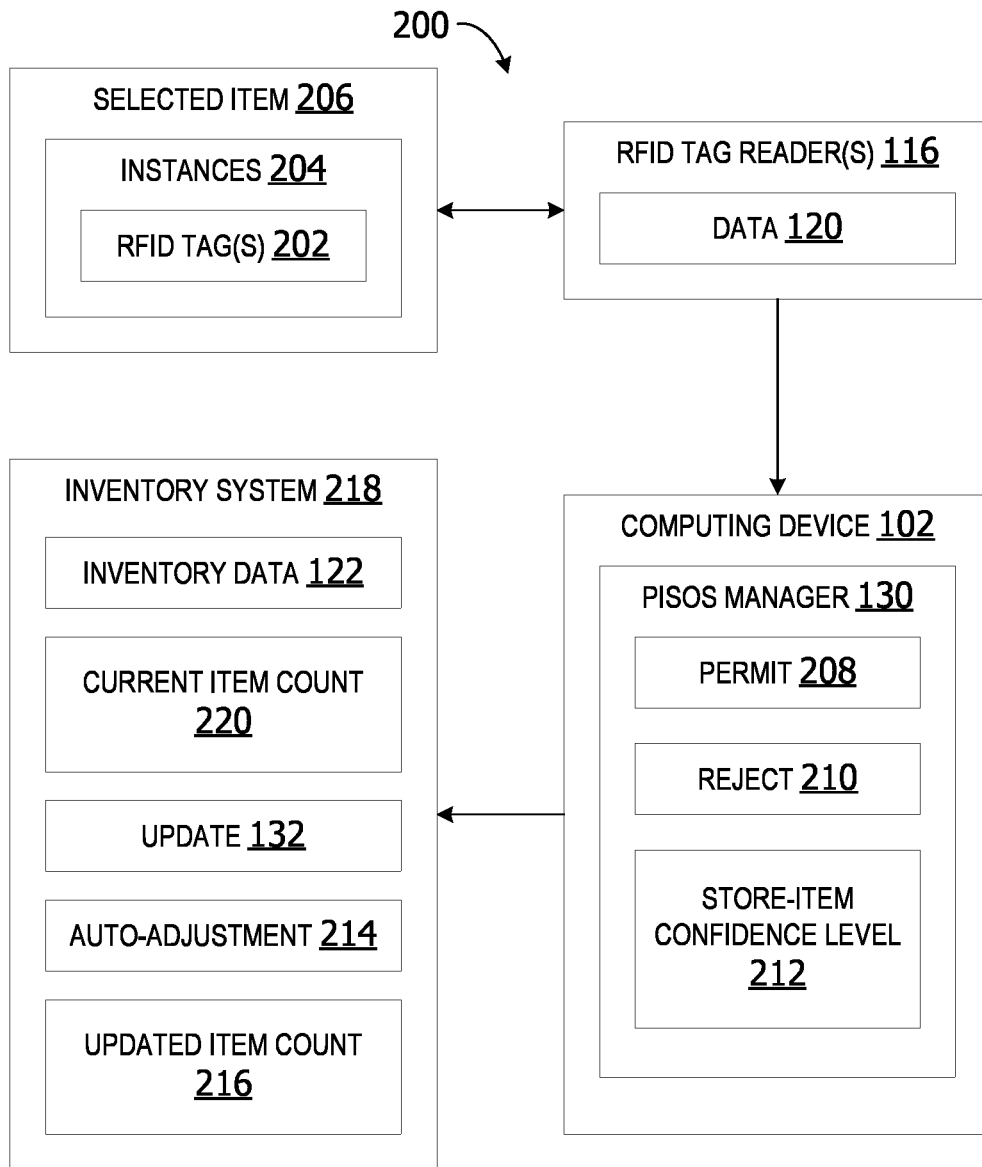 200
SELECTED ITEM 206
INSTANCES 204
RFID TAG(S) 202
RFID TAG READER(S) 116
DATA 120
INVENTORY SYSTEM 218
INVENTORY DATA 122
CURRENT ITEM COUNT
220
UPDATE 132
AUTO-ADJUSTMENT 214
UPDATED ITEM COUNT
216
COMPUTING DEVICE 102
PISOS MANAGER 130
PERMIT 208
REJECT 210
STORE-ITEM
CONFIDENCE LEVEL
212